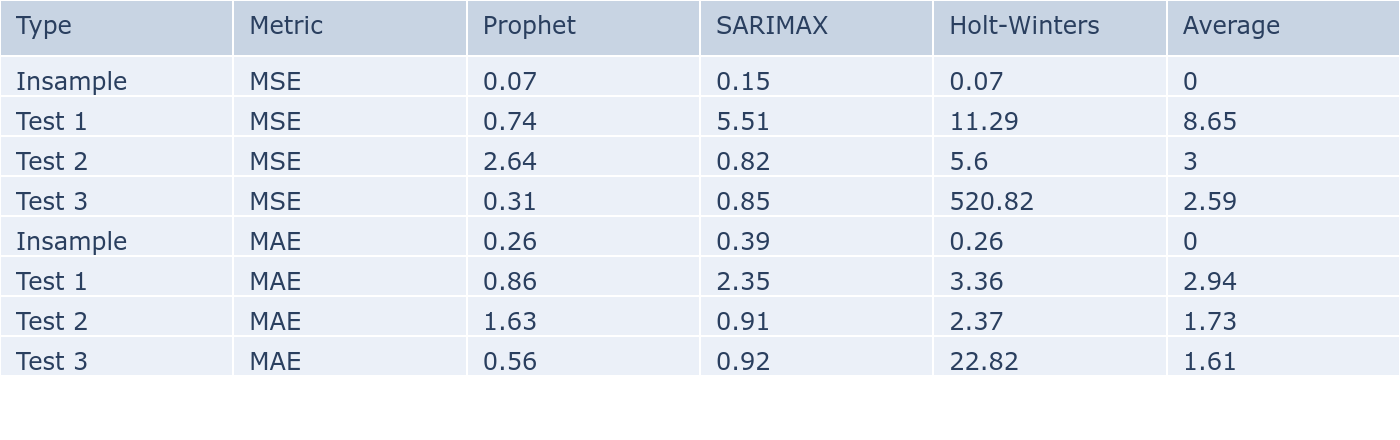 Type Metric Prophet SARIMAX Holt-Winters Average
Insample MSE 0.07 0.15 0.07 0
Test 1 MSE 0.74 5.51 11.29 8.65
Test 2 MSE 2.64 0.82 5.6 3
Test 3 MSE 0.31 0.85 520.82 2.59
Insample MAE 0.26 0.39 0.26 0
Test 1 MAE 0.86 2.35 3.36 2.94
Test 2 MAE 1.63 0.91 2.37 1.73
Test 3 MAE 0.56 0.92 22.82 1.61